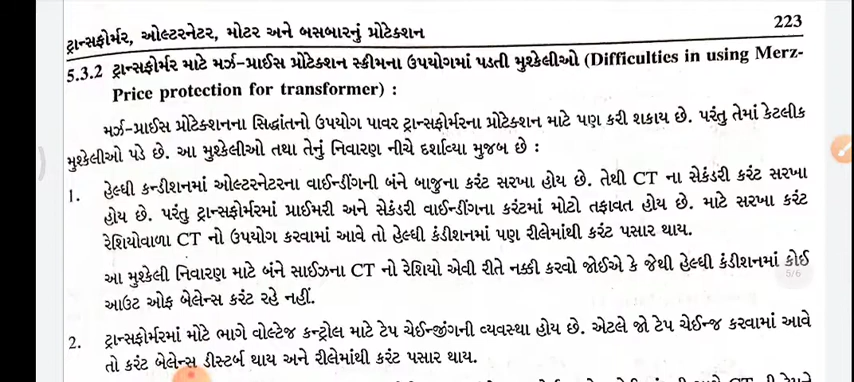 ટ્રાન્સફોર્મર, ઓલ્ટરનેટર, મોટર અને બસબારનું પ્રોટેક્શન
223
5.3.2 ટ્રાન્સફોર્મર માટે મર્ઝ-પ્રાઈસ પ્રોટેક્શન સ્કીમના ઉપયોગમાં પડતી મુશ્કેલીઓ (Difficulties in using Merz-
Price protection for transformer) :
મર્ઝ-પ્રાઈસ પ્રોટેક્શનના સિદ્ધાંતનો ઉપયોગ પાવર ટ્રાન્સફોર્મરના પ્રોટેક્શન માટે પણ કરી શકાય છે. પરંતુ તેમાં કેટલીક
મુશ્કેલીઓ પડે છે. આ મુશ્કેલીઓ તથા તેનું નિવારણ નીચે દર્શાવ્યા મુજબ છે :
1. હેલ્ધી કન્ડીશનમાં ઓલ્ટરનેટરના વાઈન્ડીંગની બંને બાજુના કરંટ સરખા હોય છે. તેથી CT ના સેકંડરી કરંટ સરખા
હોય છે. પરંતુ ટ્રાન્સફોર્મરમાં પ્રાઈમરી અને સેકંડરી વાઈન્ડીંગના કરંટમાં મોટો તફાવત હોય છે. માટે સરખા કરંટ
રેશિયોવાળા CT નો ઉપયોગ કરવામાં આવે તો હેલ્ધી કંડીશનમાં પણ રીલેમાંથી કરંટ પસાર થાય.
આ મુશ્કેલી નિવારણ માટે બંને સાઈઝના CT નો રેશિયો એવી રીતે નક્કી કરવો જોઈએ કે જેથી હેલ્ધી કંડીશનમાં કોઈ
5/6
આઉટ ઓફ બેલેન્સ કરંટ રહે નહીં.
2. ટ્રાન્સફોર્મરમાં મોટે ભાગે વોલ્ટેજ કન્ટ્રોલ માટે ટેપ ચેઈન્જીંગની વ્યવસ્થા હોય છે. એટલે જો ટેપ ચેઈન્જ કરવામાં આવે
તો કરંટ બેલેન્સ ડીસ્ટર્બ થાય અને રીલેમાંથી કરંટ પસાર થાય.